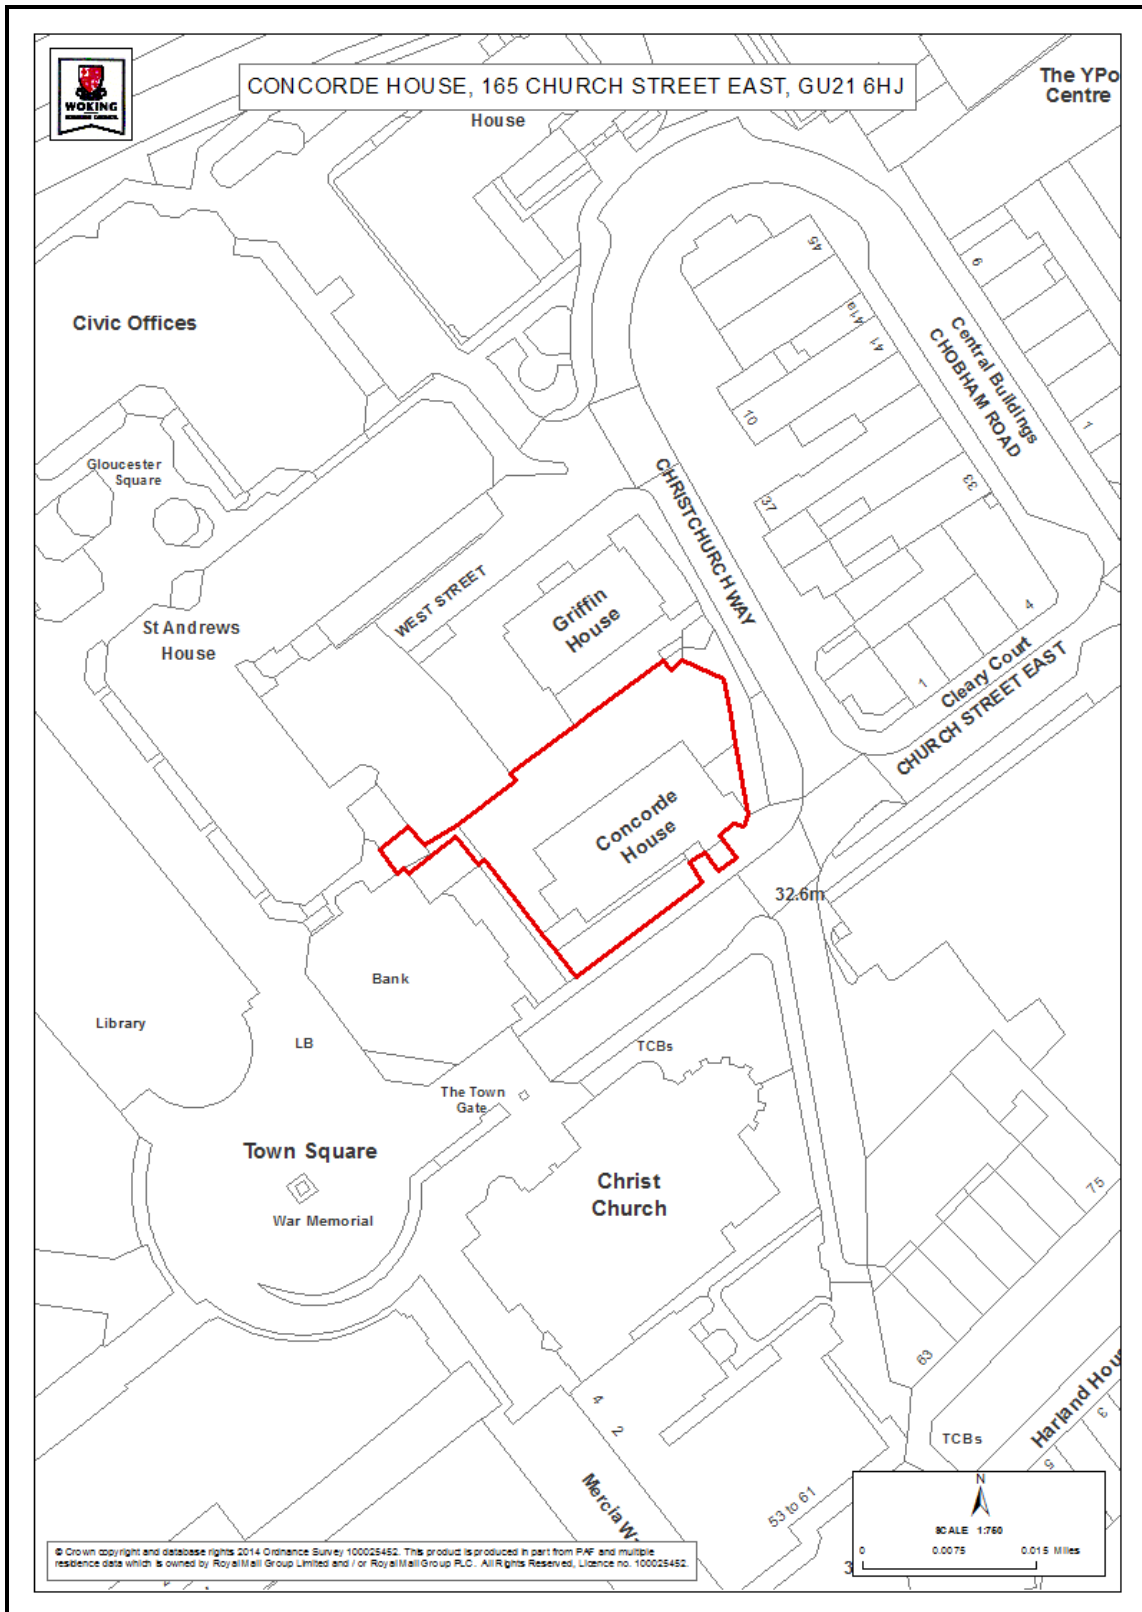 WOKING
BOROUGH COUNCIL
CONCORDE HOUSE, 165 CHURCH STREET EAST, GU21 6HJ
The YPo
Centre
House
Civic Offices
45
9
41a
41
Central Buildings
CHOBHAM ROAD
10
1
Gloucester
Square
33
37
CHRISTCHURCH WAY
WEST STREET
Griffin
House
St Andrews
House
4
1
Cleary Court
CHURCH STREET EAST
Concorde
House
32.6m
Bank
Library
LB
TCBs
The Town
Gate
Town Square
Christ
Church
75
War Memorial
63
Harland Hou
3
4
2
TCBs
5
Mercia W
53 to 61
3
N
SCALE 1:750
0 0.0075 0.015 Miles
© Crown copyright and database rights 2014 Ordnance Survey 100025452. This product is produced in part from PAF and multiple
residence data which is owned by Royal Mail Group Limited and / or Royal Mail Group PLC. All Rights Reserved, Licence no. 100025452.